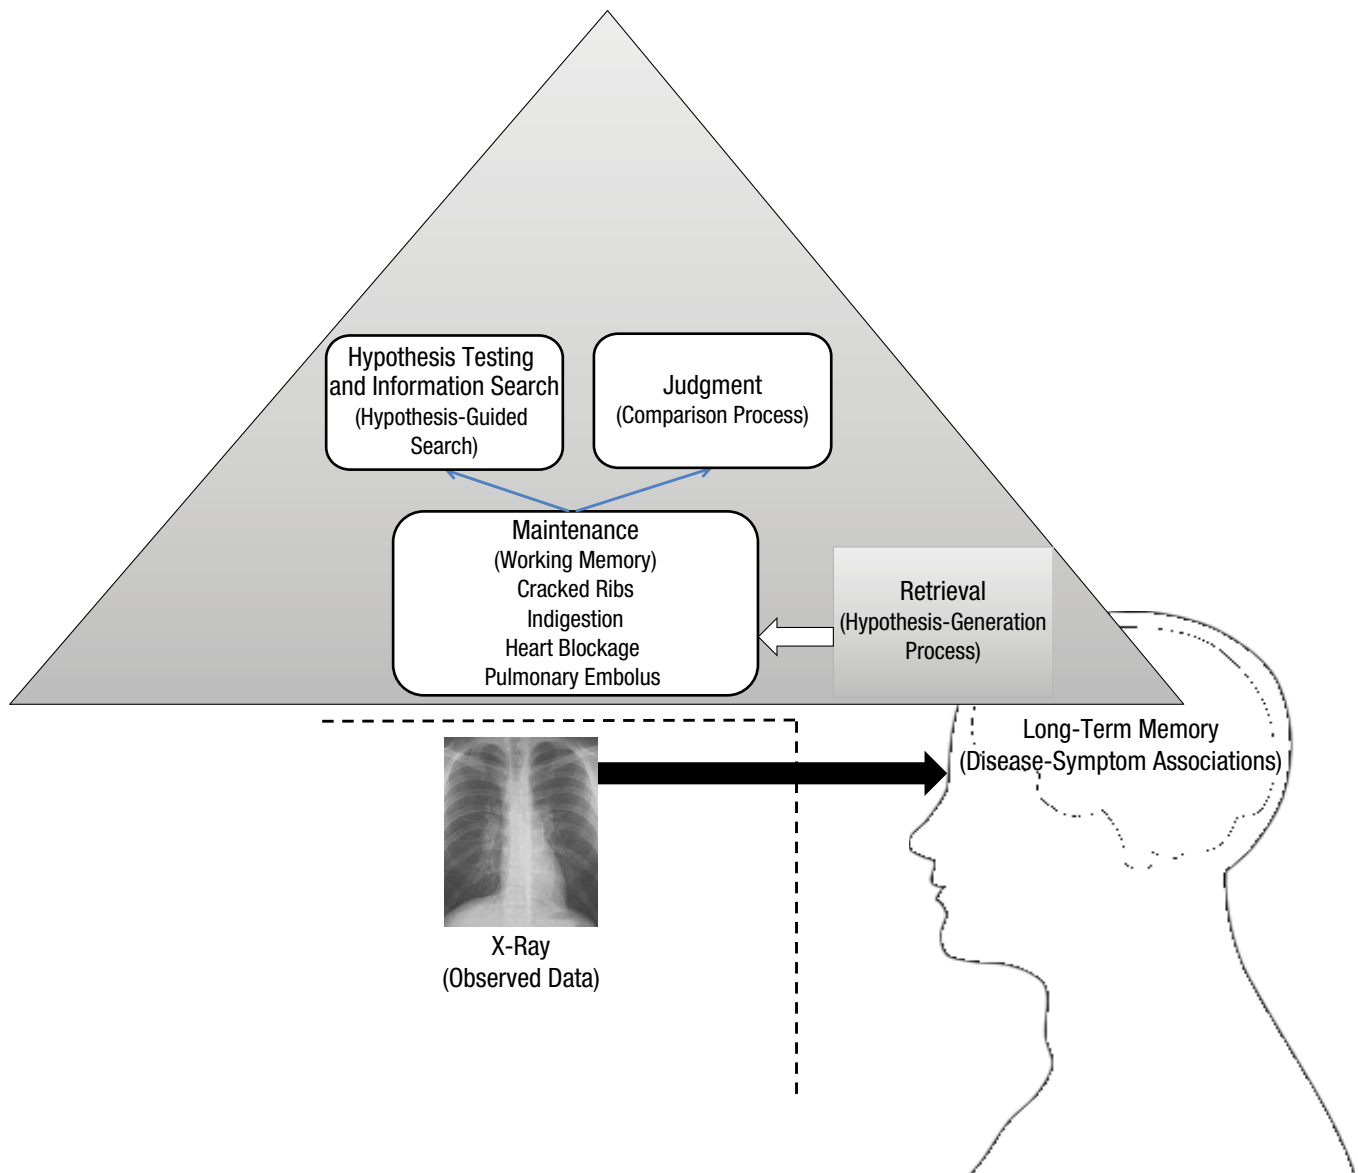 Hypothesis Testing
and Information Search
(Hypothesis-Guided
Search)
Judgment
(Comparison Process)
Maintenance
(Working Memory)
Cracked Ribs
Indigestion
Heart Blockage
Pulmonary Embolus
Retrieval
(Hypothesis-Generation
Process)
Long-Term Memory
(Disease-Symptom Associations)
X-Ray
(Observed Data)